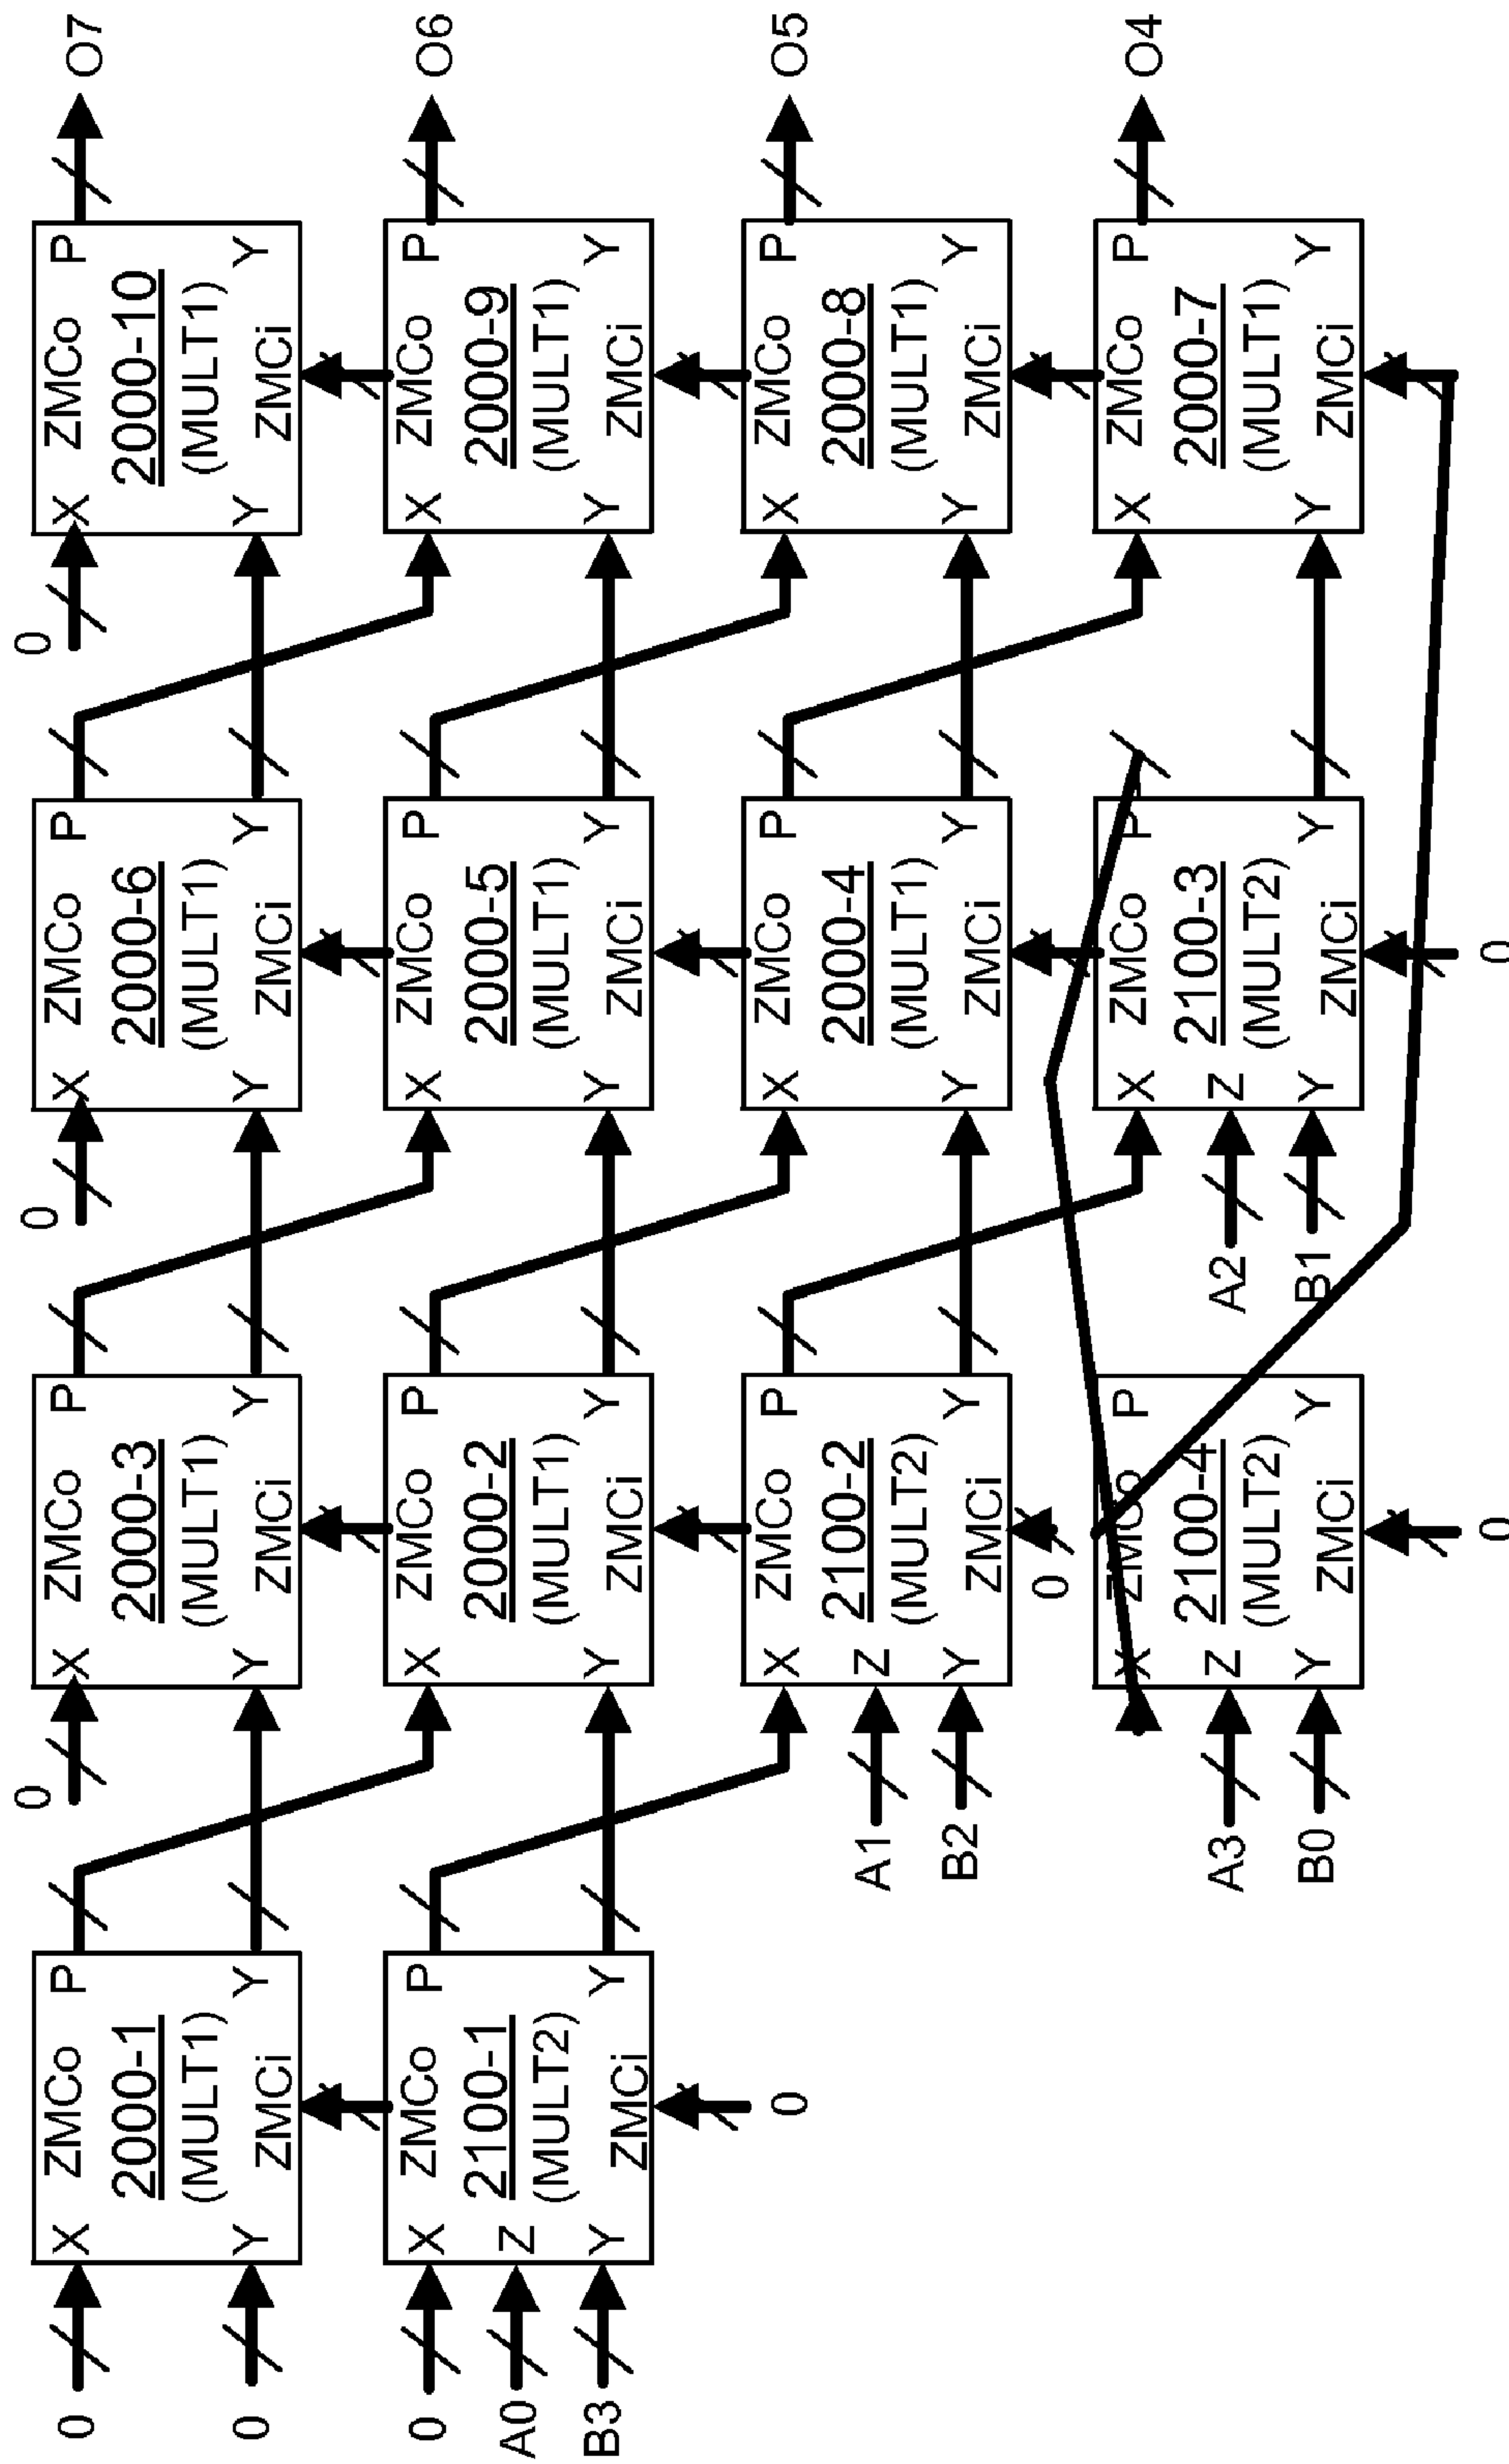 0
0
X ZMCo P
2000-1
(MULT1)
Y ZMCi Y
0
X ZMCo P
2000-3
(MULT1)
Y ZMCi Y
0
X ZMCo P
2000-6
(MULT1)
Y ZMCi Y
0
X ZMCo P
2000-10
(MULT1)
Y ZMCi Y
O7
0
A0
B3
X ZMCo P
Z 2100-1
(MULT2)
Y ZMCi Y
0
X ZMCo P
2000-2
(MULT1)
Y ZMCi Y
X ZMCo P
2000-5
(MULT1)
Y ZMCi Y
X ZMCo P
2000-9
(MULT1)
Y ZMCi Y
O6
A1
B2
X ZMCo P
Z 2100-2
(MULT2)
Y ZMCi Y
0
X ZMCo P
2000-4
(MULT1)
Y ZMCi Y
X ZMCo P
2000-8
(MULT1)
Y ZMCi Y
O5
A3
B0
X ZMCo P
Z 2100-4
(MULT2)
Y ZMCi Y
0
A2
B1
X ZMCo P
Z 2100-3
(MULT2)
Y ZMCi Y
0
X ZMCo P
2000-7
(MULT1)
Y ZMCi Y
O4